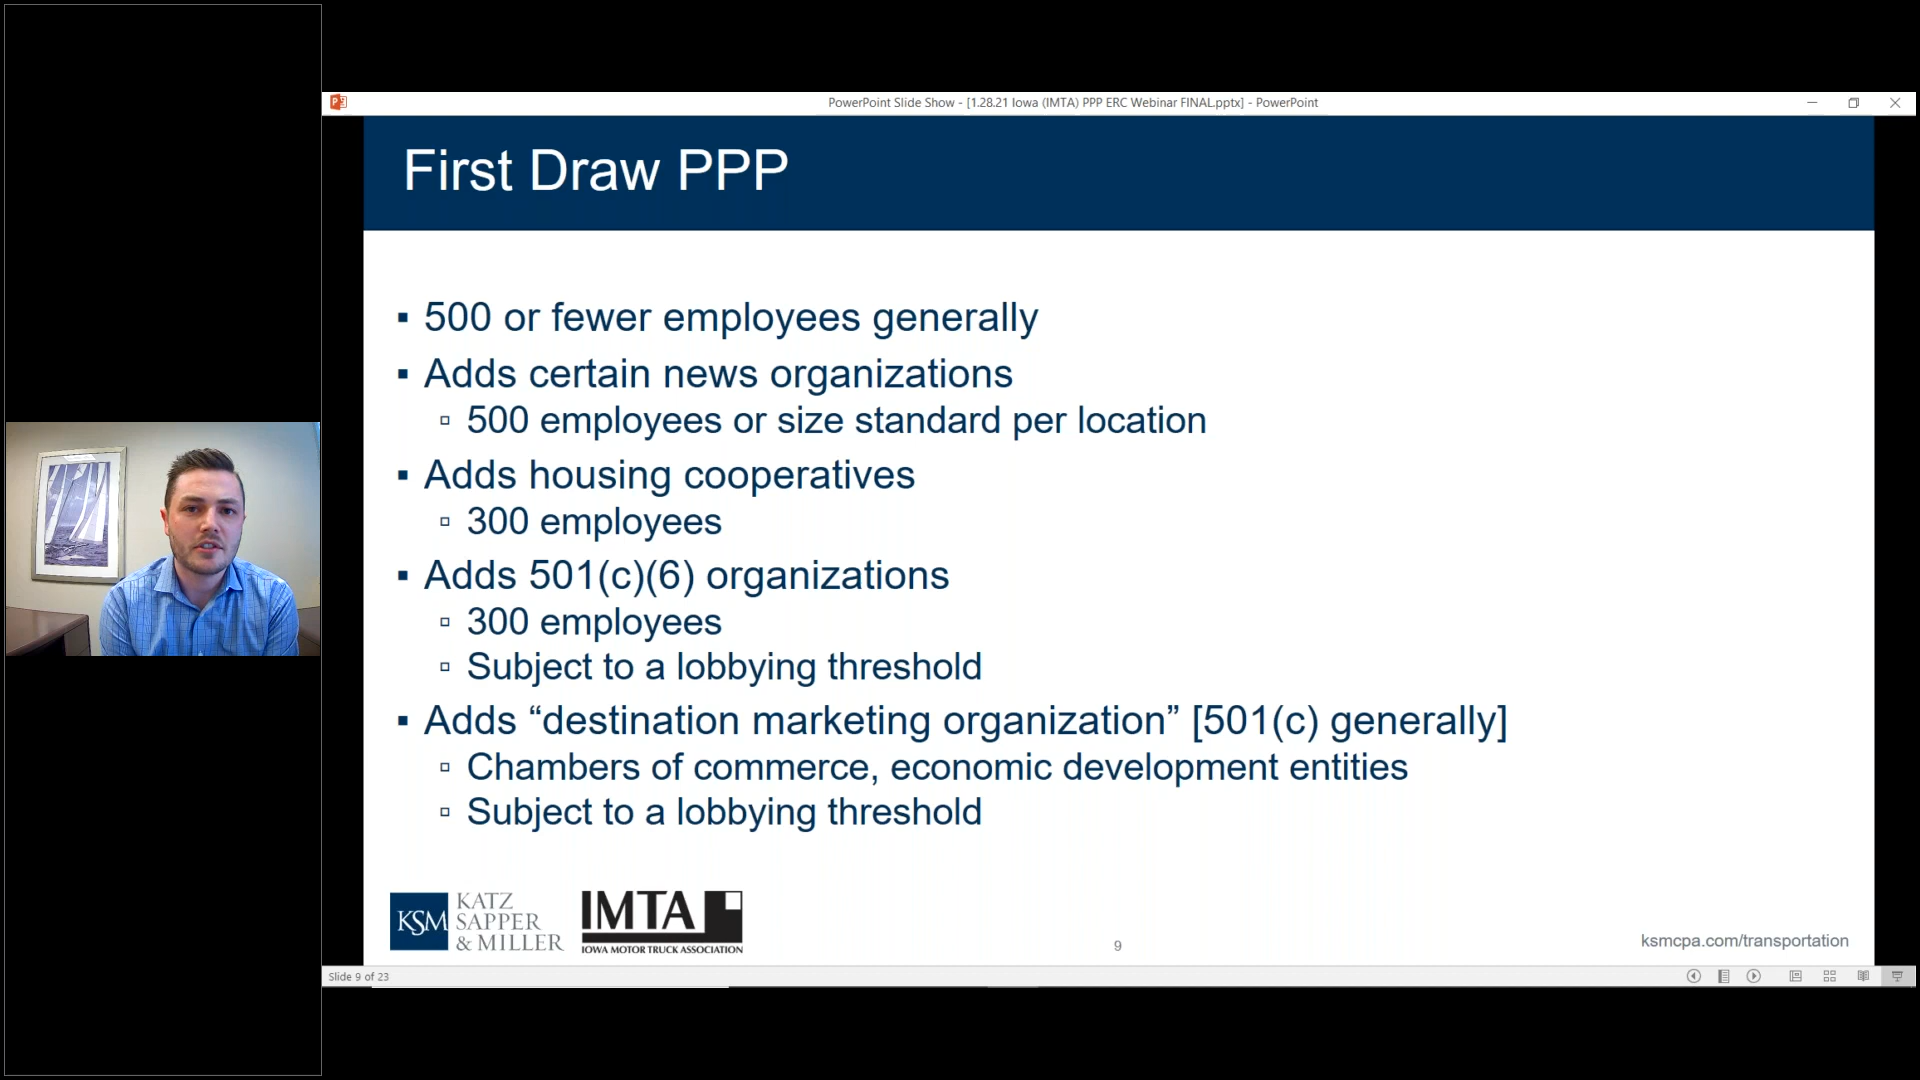 PowerPoint Slide Show - [1.28.21 Iowa (IMTA) PPP ERC Webinar FINAL.pptx] - PowerPoint
First Draw PPP
▪ 500 or fewer employees generally
▪ Adds certain news organizations
▫ 500 employees or size standard per location
▪ Adds housing cooperatives
▫ 300 employees
▪ Adds 501(c)(6) organizations
▫ 300 employees
▫ Subject to a lobbying threshold
▪ Adds “destination marketing organization” [501(c) generally]
▫ Chambers of commerce, economic development entities
▫ Subject to a lobbying threshold
KSM
KATZ
SAPPER
& MILLER
IMTA
IOWA MOTOR TRUCK ASSOCIATION
9
ksmcpa.com/transportation
Slide 9 of 23